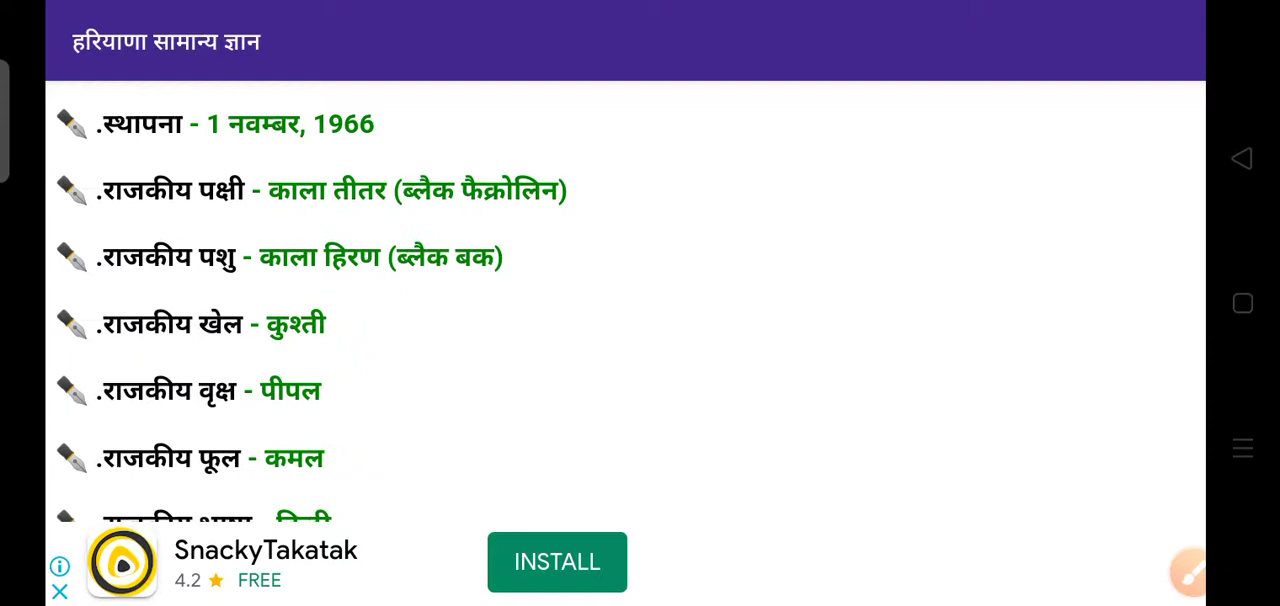 हरियाणा सामान्य ज्ञान
.स्थापना - 1 नवम्बर, 1966
.राजकीय पक्षी - काला तीतर (ब्लैक फैक्रोलिन)
.राजकीय पशु - काला हिरण (ब्लैक बक)
.राजकीय खेल - कुश्ती
.राजकीय वृक्ष - पीपल
.राजकीय फूल - कमल
SnackyTakatak
4.2 ★ FREE
INSTALL